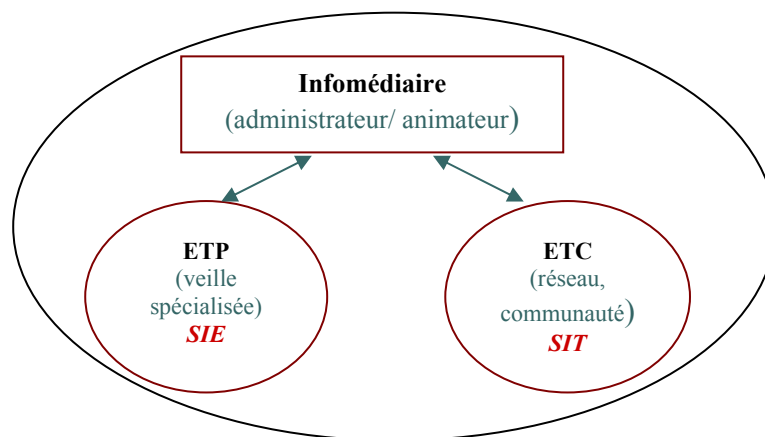 Infomédiaire
(administrateur/ animateur)
ETP
(veille
spécialisée)
SIE
ETC
(réseau,
communauté)
SIT